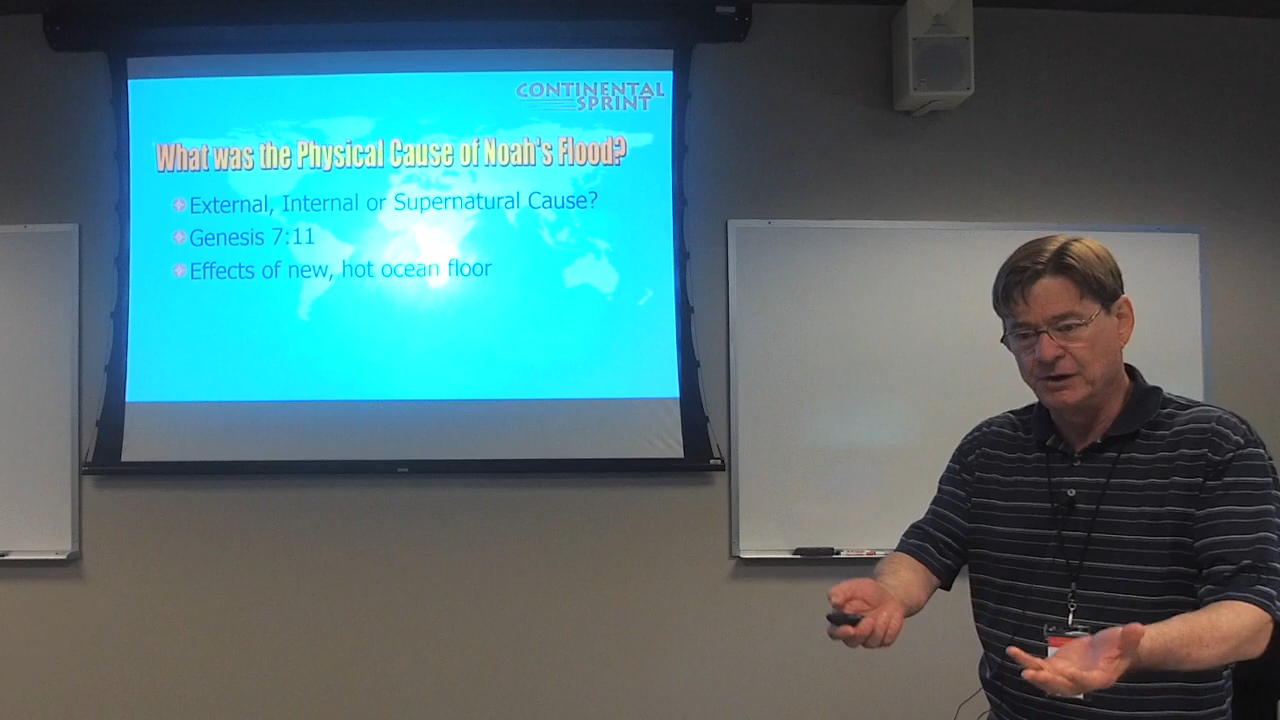 CONTINENTAL
SPRINT
What was the Physical Cause of Noah's Flood?
External, Internal or Supernatural Cause?
Genesis 7:11
Effects of new, hot ocean floor